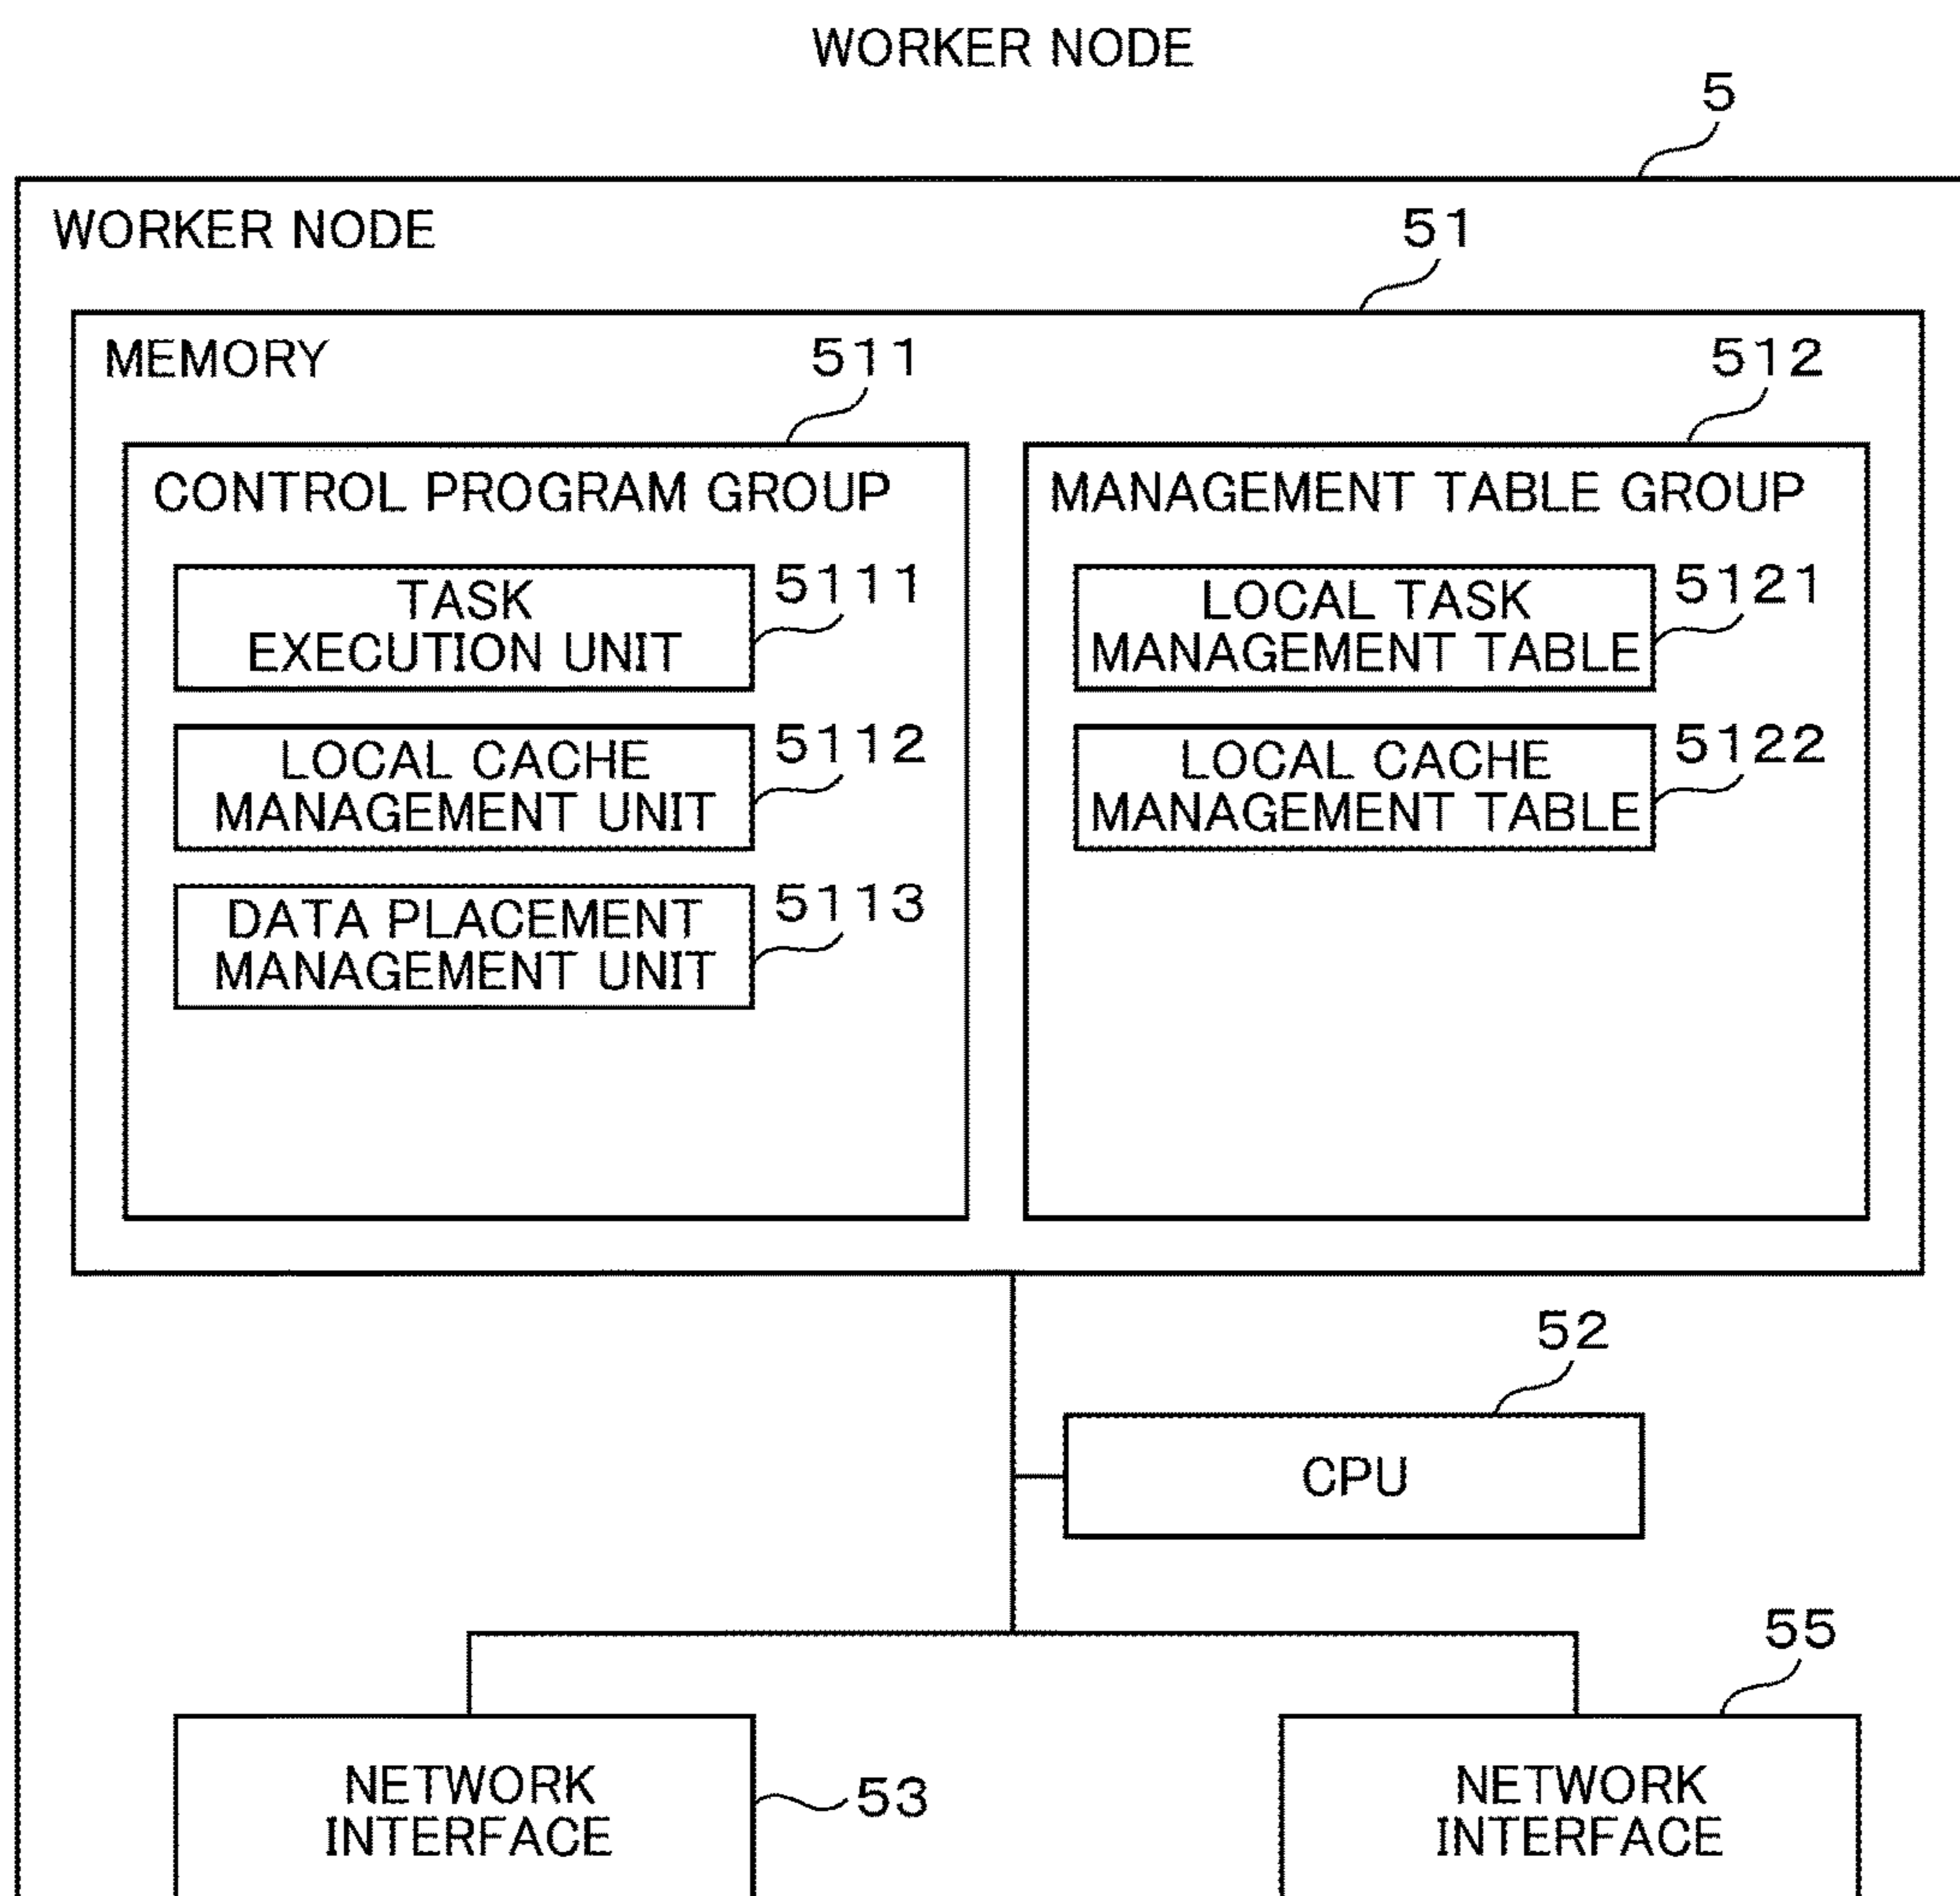 WORKER NODE
5
WORKER NODE
51
MEMORY
511
512
CONTROL PROGRAM GROUP
MANAGEMENT TABLE GROUP
TASK
EXECUTION UNIT
5111
LOCAL TASK
MANAGEMENT TABLE
5121
LOCAL CACHE
MANAGEMENT UNIT
5112
LOCAL CACHE
MANAGEMENT TABLE
5122
DATA PLACEMENT
MANAGEMENT UNIT
5113
52
CPU
55
NETWORK
INTERFACE
53
NETWORK
INTERFACE